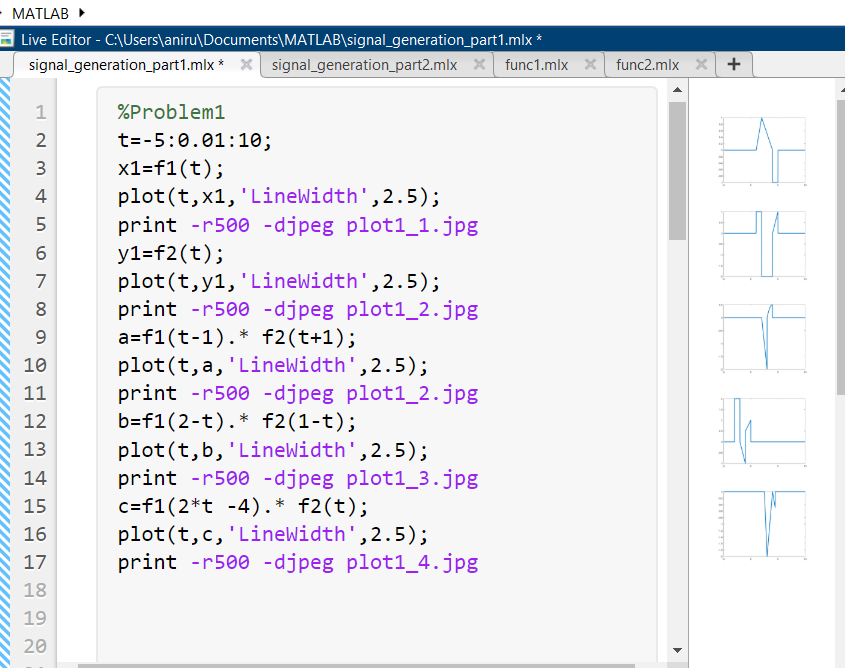 MATLAB
Live Editor - C:\Users\aniru\Documents\MATLAB\signal_generation_part1.mlx *
signal_generation_part1.mlx * signal_generation_part2.mlx func1.mlx func2.mlx +
1 %Problem1
2 t=-5:0.01:10;
3 x1=f1(t);
4 plot(t,x1,'LineWidth',2.5);
5 print -r500 -djpeg plot1_1.jpg
6 y1=f2(t);
7 plot(t,y1,'LineWidth',2.5);
8 print -r500 -djpeg plot1_2.jpg
9 a=f1(t-1).* f2(t+1);
10 plot(t,a,'LineWidth',2.5);
11 print -r500 -djpeg plot1_2.jpg
12 b=f1(2-t).* f2(1-t);
13 plot(t,b,'LineWidth',2.5);
14 print -r500 -djpeg plot1_3.jpg
15 c=f1(2*t -4).* f2(t);
16 plot(t,c,'LineWidth',2.5);
17 print -r500 -djpeg plot1_4.jpg
18
19
20